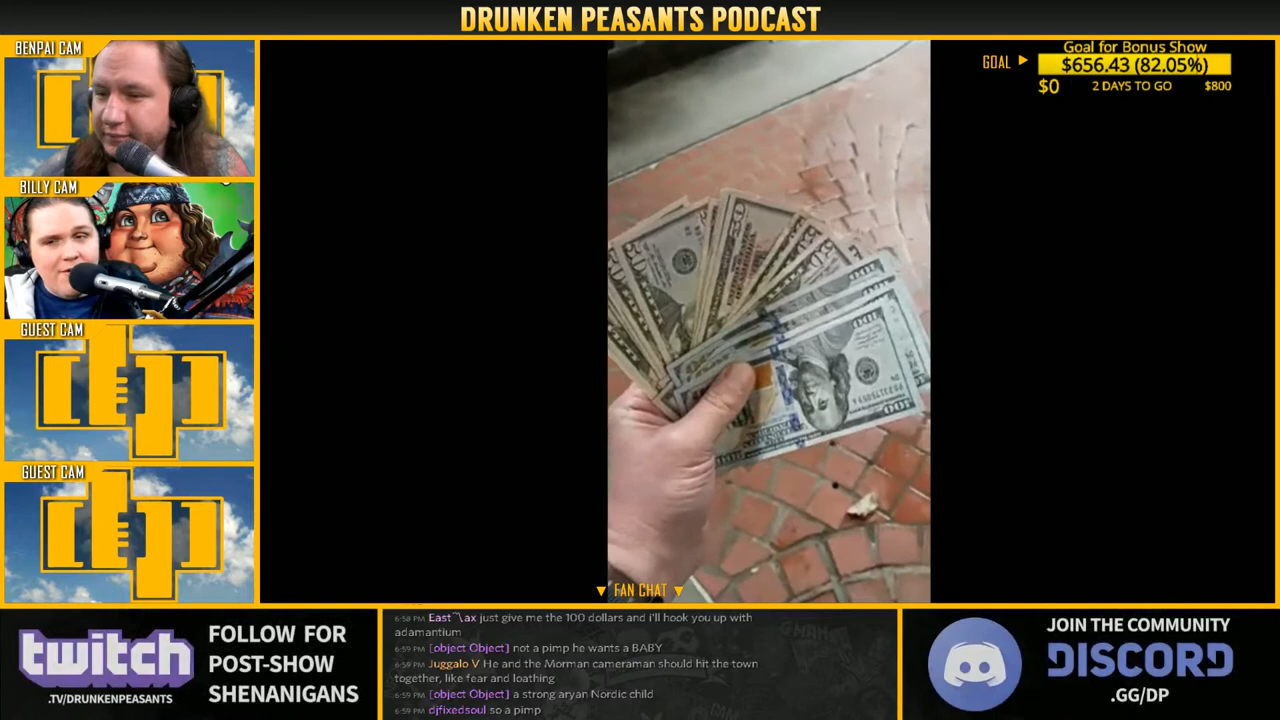 DRUNKEN PEASANTS PODCAST
BENPAI CAM
BILLY CAM
GUEST CAM
GUEST CAM
GOAL ▶
Goal for Bonus Show
$656.43 (82.05%)
$0 2 DAYS TO GO $800
50
50
100
100
100
▼ FAN CHAT ▼
6:58 PM East~\ax just give me the 100 dollars and i'll hook you up with
adamantium
6:59 PM [object Object] not a pimp he wants a BABY
6:59 PM Juggalo V He and the Morman cameraman should hit the town
together, like fear and loathing
6:59 PM [object Object] a strong aryan Nordic child
6:59 PM djfixedsoul so a pimp
twitch
.TV/DRUNKENPEASANTS
FOLLOW FOR
POST-SHOW
SHENANIGANS
JOIN THE COMMUNITY
DISCORD
.GG/DP